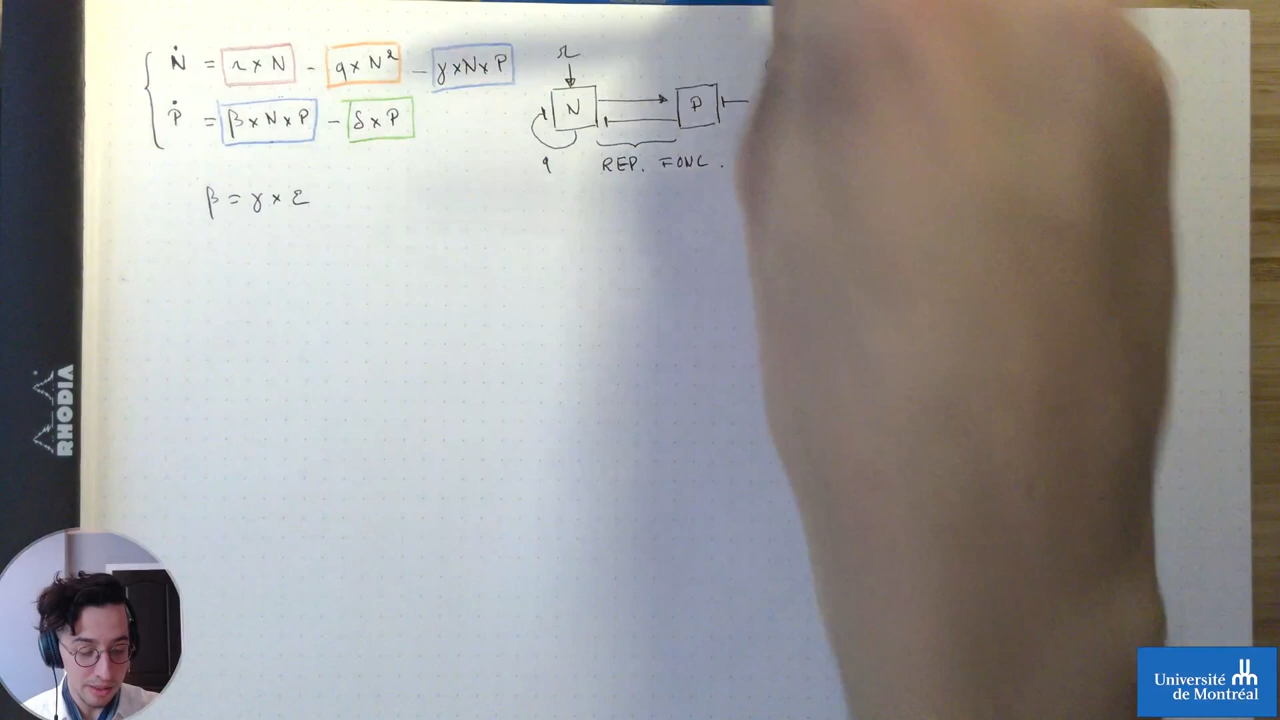 Ṅ = r × N - q × N² - γ × N × P
Ṗ = β × N × P - δ × P
β = γ × ε
r
N
P
q
REP. FONC.
RHODIA
Université
de Montréal